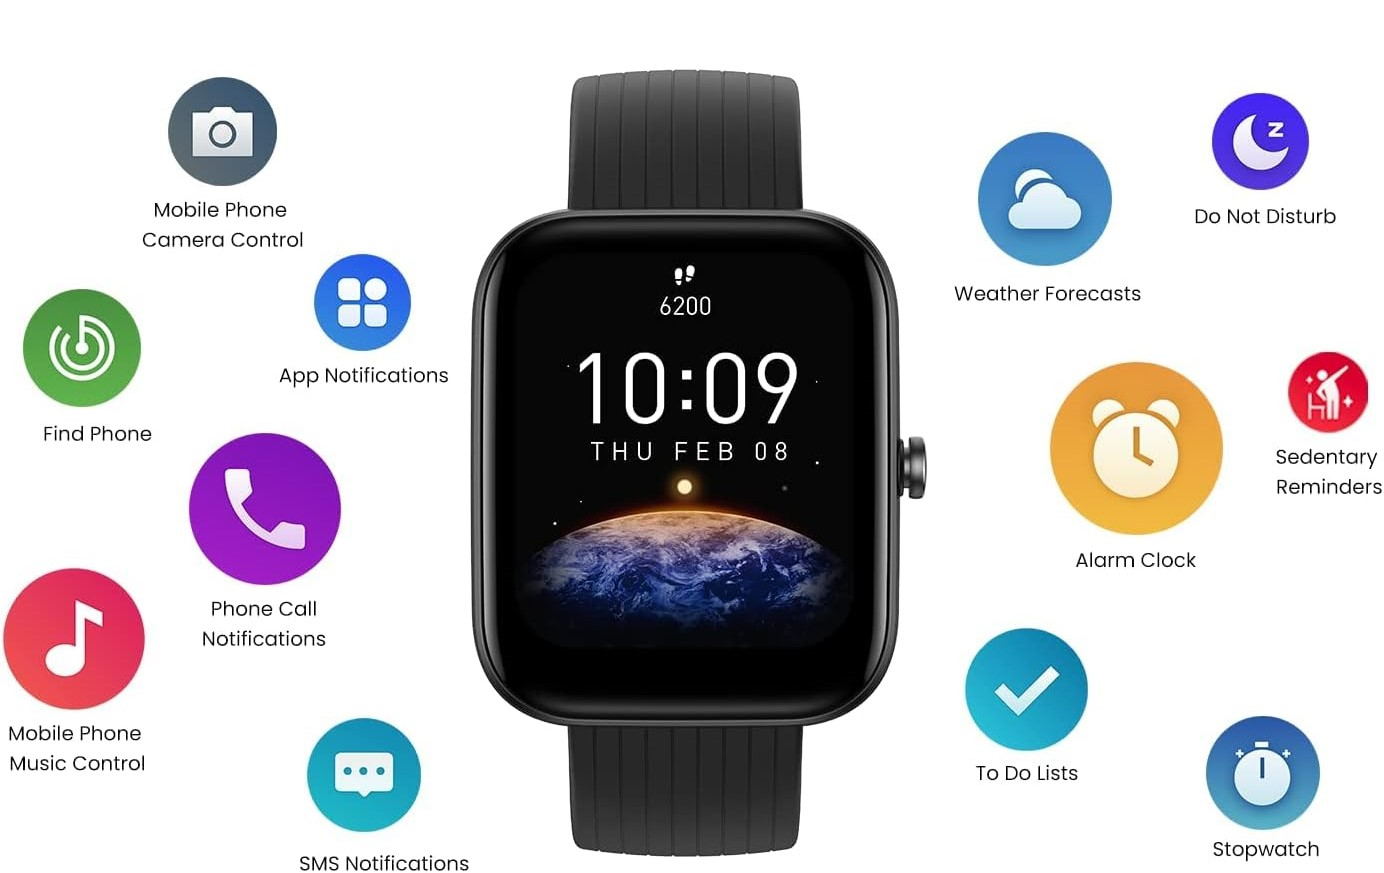 Mobile Phone
Camera Control
App Notifications
Find Phone
Phone Call
Notifications
Mobile Phone
Music Control
SMS Notifications
6200
10:09
THU FEB 08
Weather Forecasts
Z
Do Not Disturb
Sedentary
Reminders
Alarm Clock
To Do Lists
Stopwatch